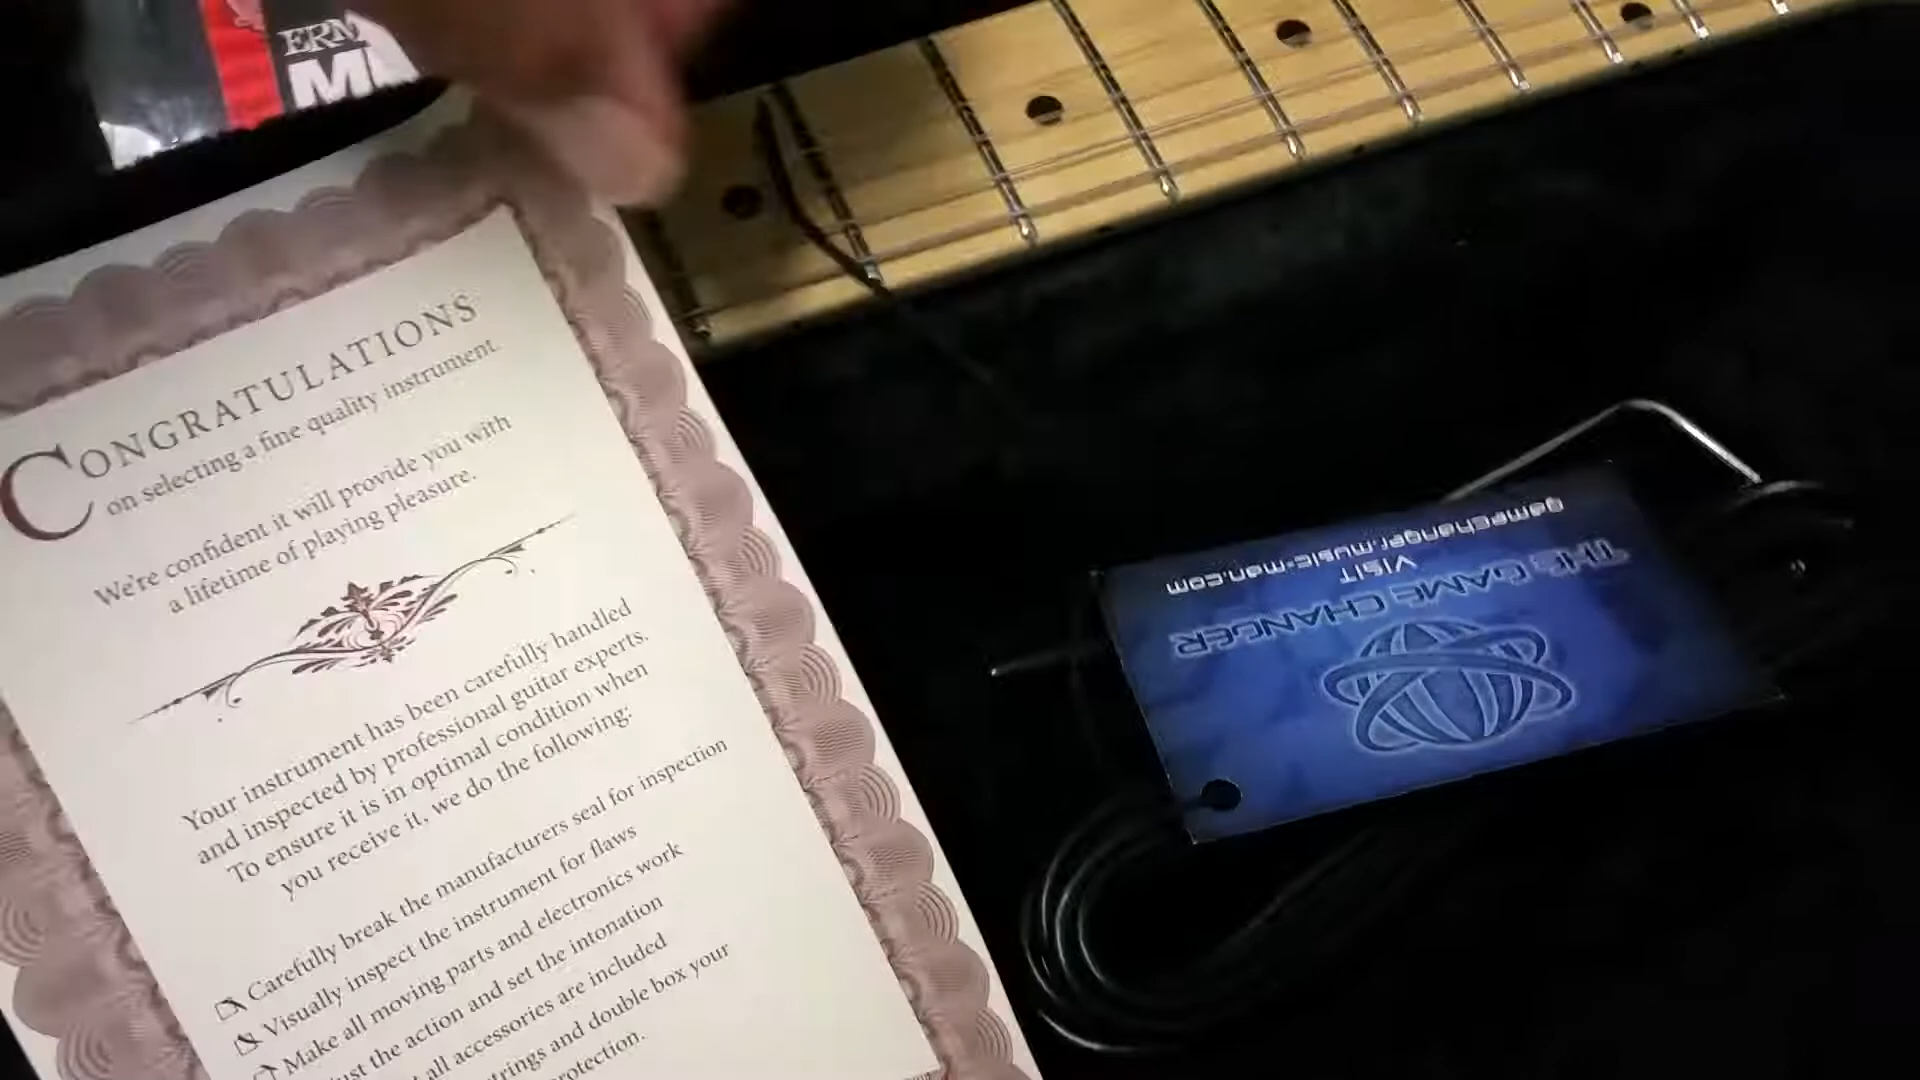 ERN
M
CONGRATULATIONS
on selecting a fine quality instrument.
We're confident it will provide you with
a lifetime of playing pleasure.
Your instrument has been carefully handled
and inspected by professional guitar experts.
To ensure it is in optimal condition when
you receive it, we do the following:
Carefully break the manufacturers seal for inspection
Visually inspect the instrument for flaws
Make all moving parts and electronics work
the action and set the intonation
all accessories are included
strings and double box your
THE GAME CHANGER
VISIT
gamechanger.music-man.com